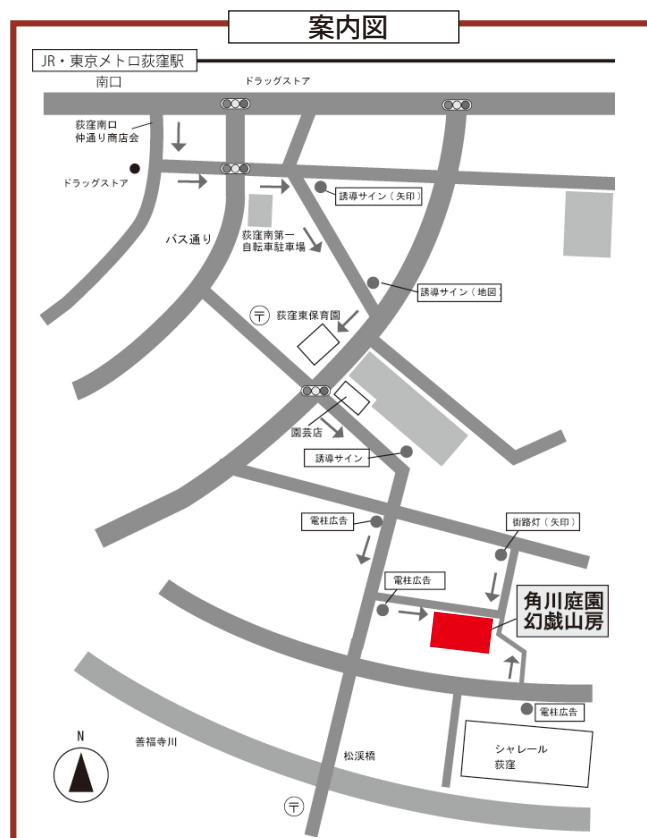 案内図
JR・東京メトロ荻窪駅
南口
ドラッグストア
荻窪南口
仲通り商店会
ドラッグストア
誘導サイン（矢印）
バス通り
荻窪南第一
自転車駐車場
誘導サイン（地図）
〒
荻窪東保育園
園芸店
誘導サイン
電柱広告
街路灯（矢印）
電柱広告
角川庭園
幻戯山房
電柱広告
N
善福寺川
松渓橋
シャレール
荻窪
〒